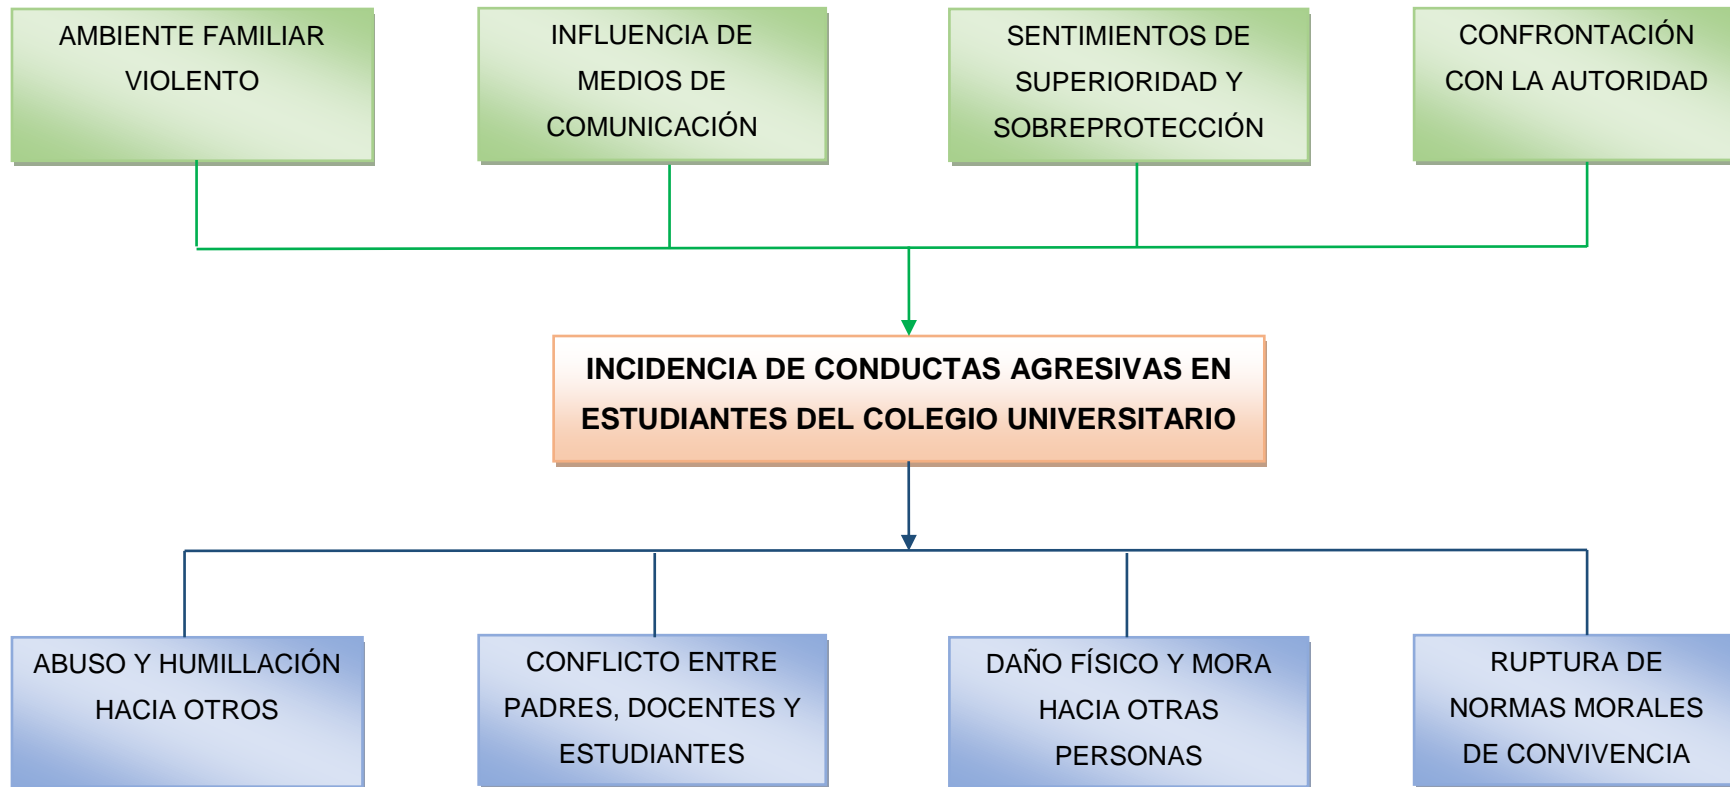 AMBIENTE FAMILIAR
VIOLENTO
INFLUENCIA DE
MEDIOS DE
COMUNICACIÓN
SENTIMIENTOS DE
SUPERIORIDAD Y
SOBREPROTECCIÓN
CONFRONTACIÓN
CON LA AUTORIDAD
INCIDENCIA DE CONDUCTAS AGRESIVAS EN
ESTUDIANTES DEL COLEGIO UNIVERSITARIO
ABUSO Y HUMILLACIÓN
HACIA OTROS
CONFLICTO ENTRE
PADRES, DOCENTES Y
ESTUDIANTES
DAÑO FÍSICO Y MORA
HACIA OTRAS
PERSONAS
RUPTURA DE
NORMAS MORALES
DE CONVIVENCIA